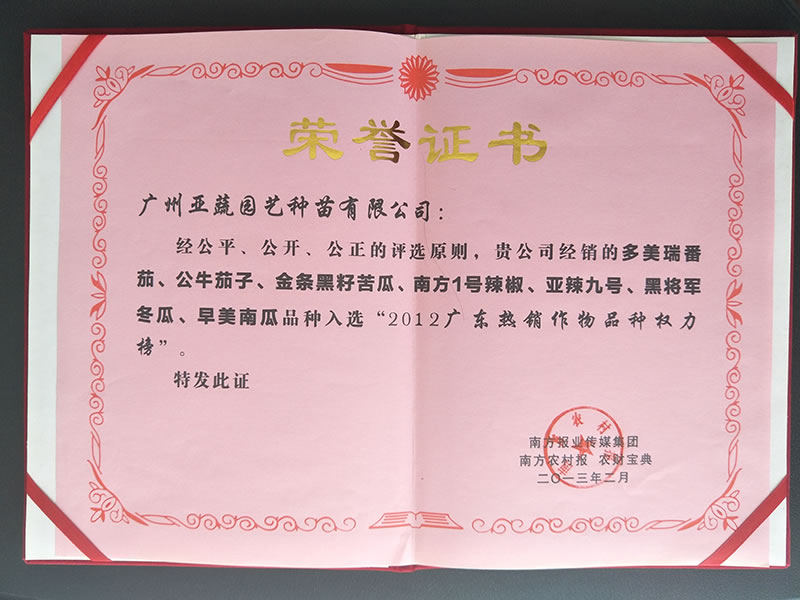 荣誉证书
广州亚蔬园艺种苗有限公司：
经公平、公开、公正的评选原则，贵公司经销的多美瑞番
茄、公牛茄子、金条黑籽苦瓜、南方1号辣椒、亚辣九号、黑将军
冬瓜、早美南瓜品种入选“2012广东热销作物品种权力
榜”。
特发此证
南方报业传媒集团
南方农村报 农财宝典
二〇一三年二月